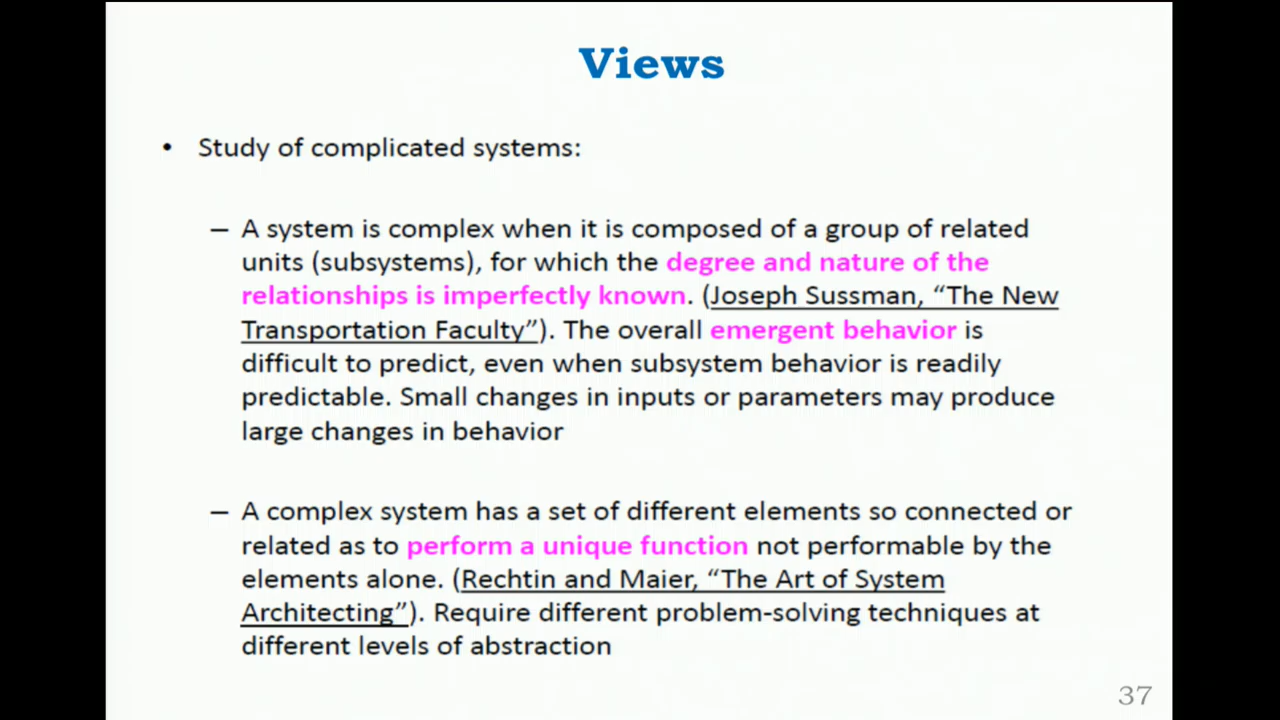 Views
• Study of complicated systems:
– A system is complex when it is composed of a group of related
units (subsystems), for which the degree and nature of the
relationships is imperfectly known. (Joseph Sussman, “The New
Transportation Faculty”). The overall emergent behavior is
difficult to predict, even when subsystem behavior is readily
predictable. Small changes in inputs or parameters may produce
large changes in behavior
– A complex system has a set of different elements so connected or
related as to perform a unique function not performable by the
elements alone. (Rechtin and Maier, “The Art of System
Architecting”). Require different problem-solving techniques at
different levels of abstraction
37